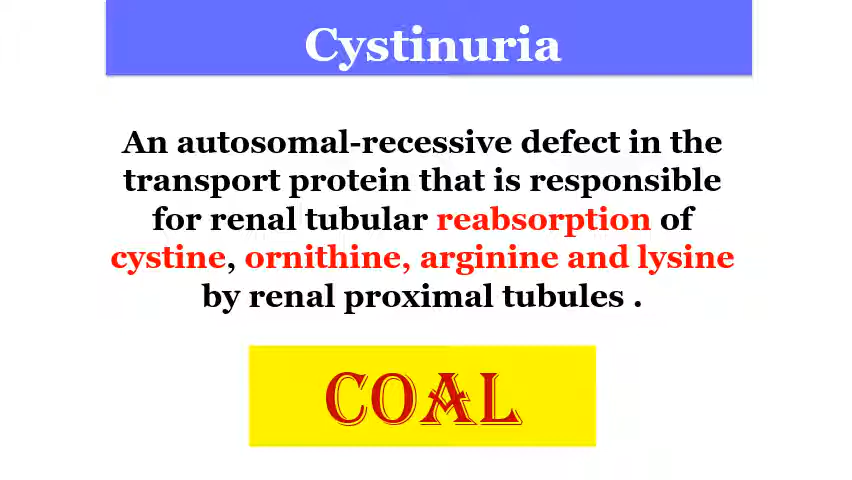 Cystinuria
An autosomal-recessive defect in the
transport protein that is responsible
for renal tubular reabsorption of
cystine, ornithine, arginine and lysine
by renal proximal tubules .
COAL